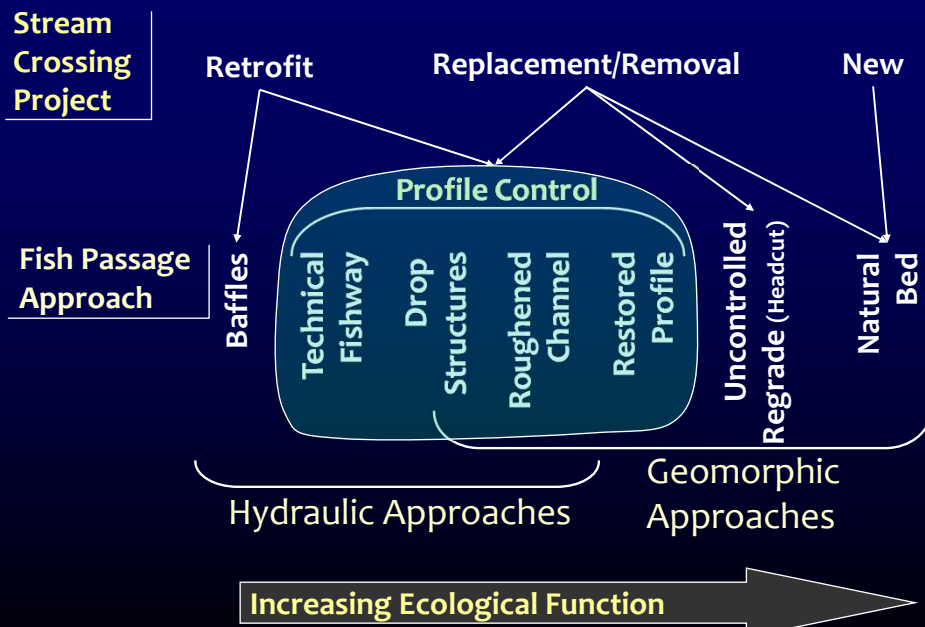 Stream
Crossing
Project
Retrofit
Replacement/Removal
New
Profile Control
Fish Passage
Approach
Baffles
Technical
Fishway
Drop
Structures
Roughened
Channel
Restored
Profile
Uncontrolled
Regrade (Headcut)
Natural
Bed
Hydraulic Approaches
Geomorphic
Approaches
Increasing Ecological Function